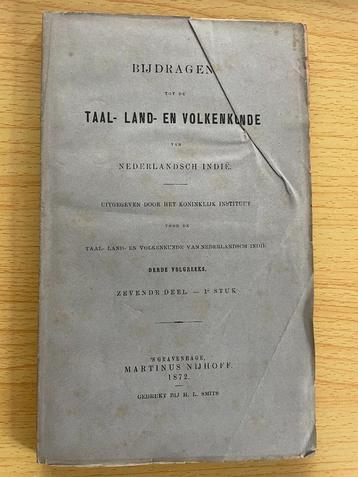 BIJDRAGEN
TOT DE
TAAL- LAND- EN VOLKENKUNDE
VAN
NEDERLANDSCH INDIË.
UITGEGEVEN DOOR HET KONINKLIJK INSTITUUT
VOOR DE
TAAL- LAND- EN VOLKENKUNDE VAN NEDERLANDSCH INDIË
DERDE VOLGREEKS.
ZEVENDE DEEL. — 1e STUK
'S GRAVENHAGE,
MARTINUS NIJHOFF.
1872.
GEDRUKT BIJ H. L. SMITS